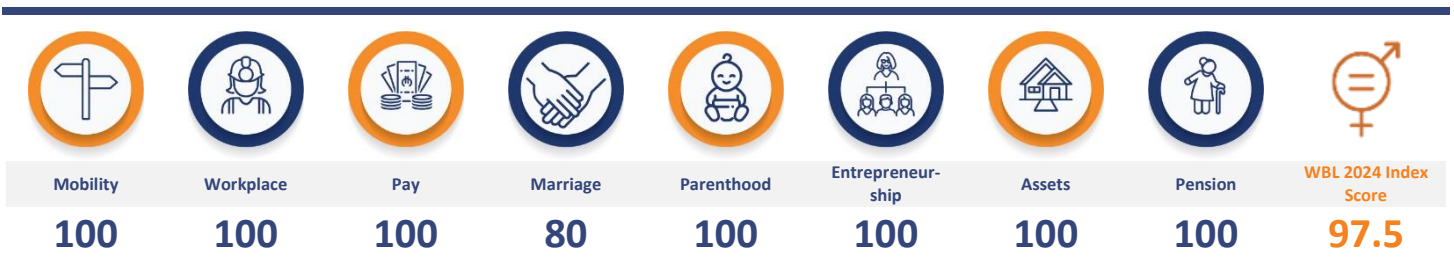 Mobility
Workplace
Pay
Marriage
Parenthood
Entrepreneur-
ship
Assets
Pension
WBL 2024 Index
Score
100
100
100
80
100
100
100
100
97.5